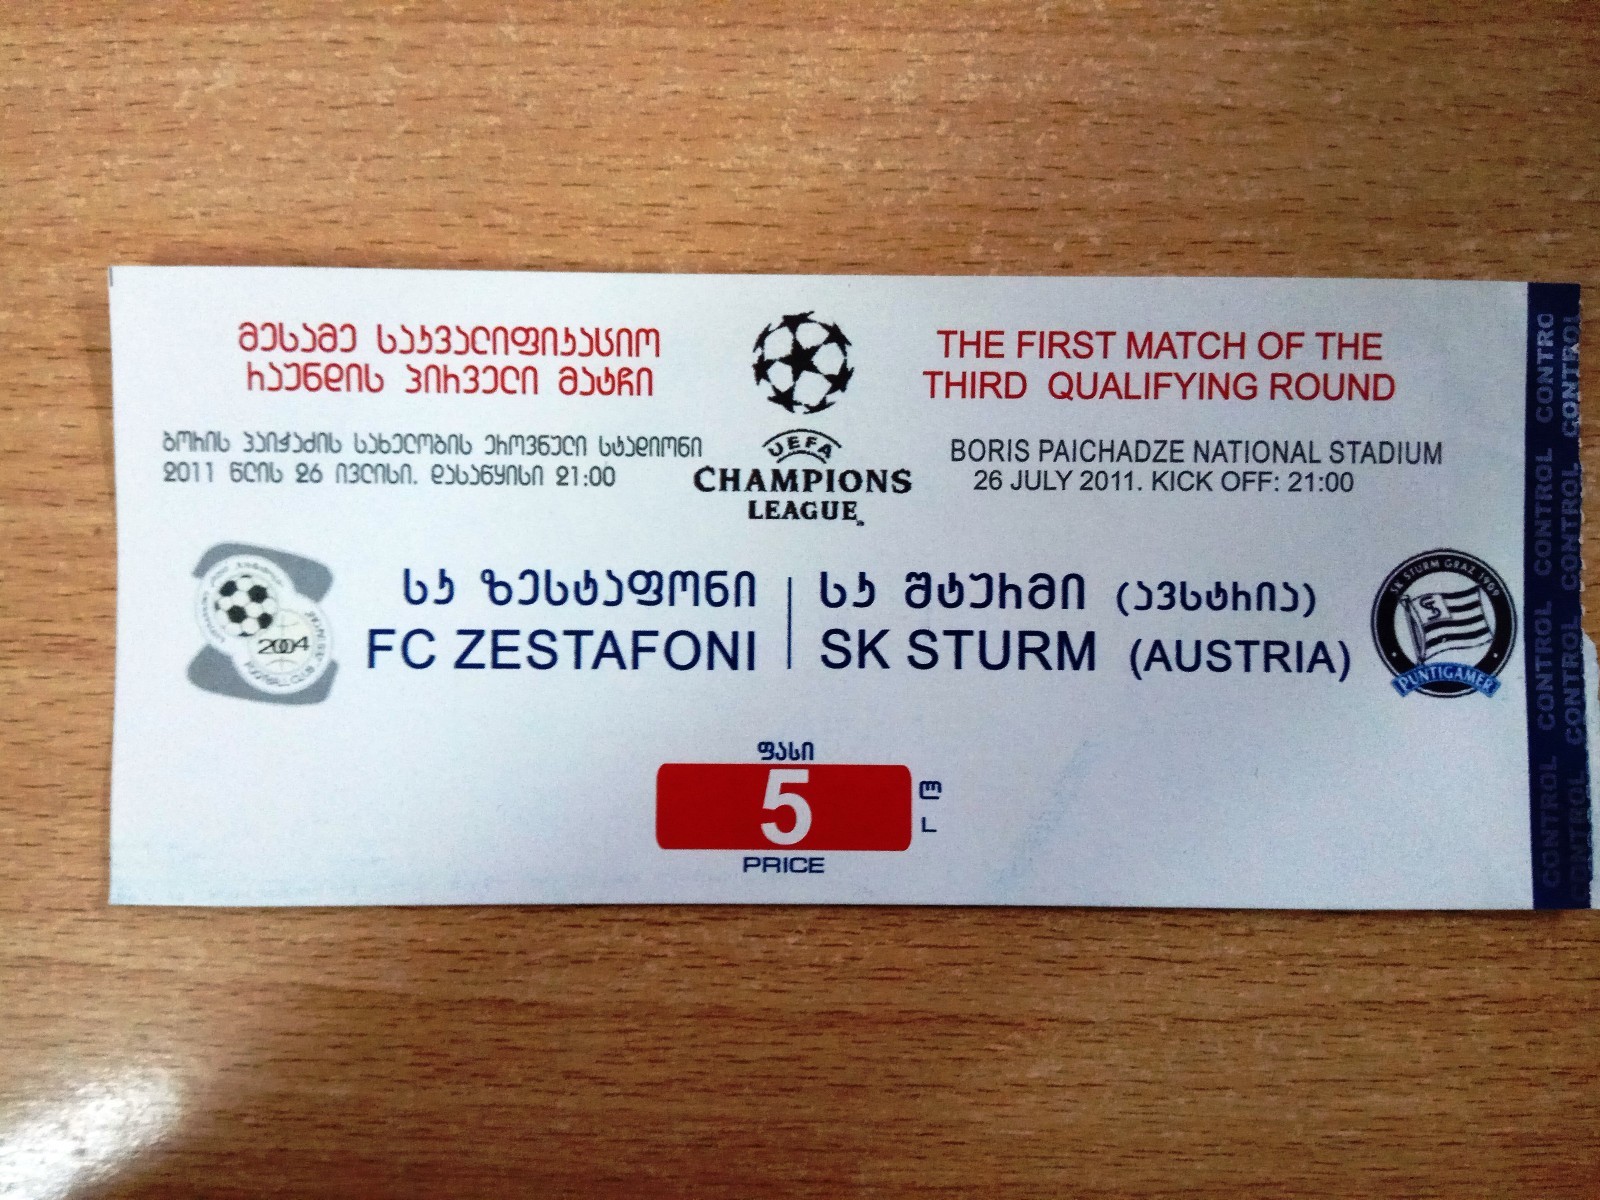 მესამე საკვალიფიკაციო
რაუნდის პირველი მატჩი
THE FIRST MATCH OF THE
THIRD QUALIFYING ROUND
ბორის პაიჭაძის სახელობის ეროვნული სტადიონი
2011 წლის 26 ივლისი. დასაწყისი 21:00
UEFA
CHAMPIONS
LEAGUE
BORIS PAICHADZE NATIONAL STADIUM
26 JULY 2011. KICK OFF: 21:00
2004
სკ ზესტაფონი
FC ZESTAFONI
სკ შტურმი (ავსტრია)
SK STURM (AUSTRIA)
SK STURM GRAZ 1909
PUNTIGAMER
ფასი
5
ლ
L
PRICE
CONTROL CONTROL CONTROL CONTRO
CONTROL CONTROL CONTROL CONTROL